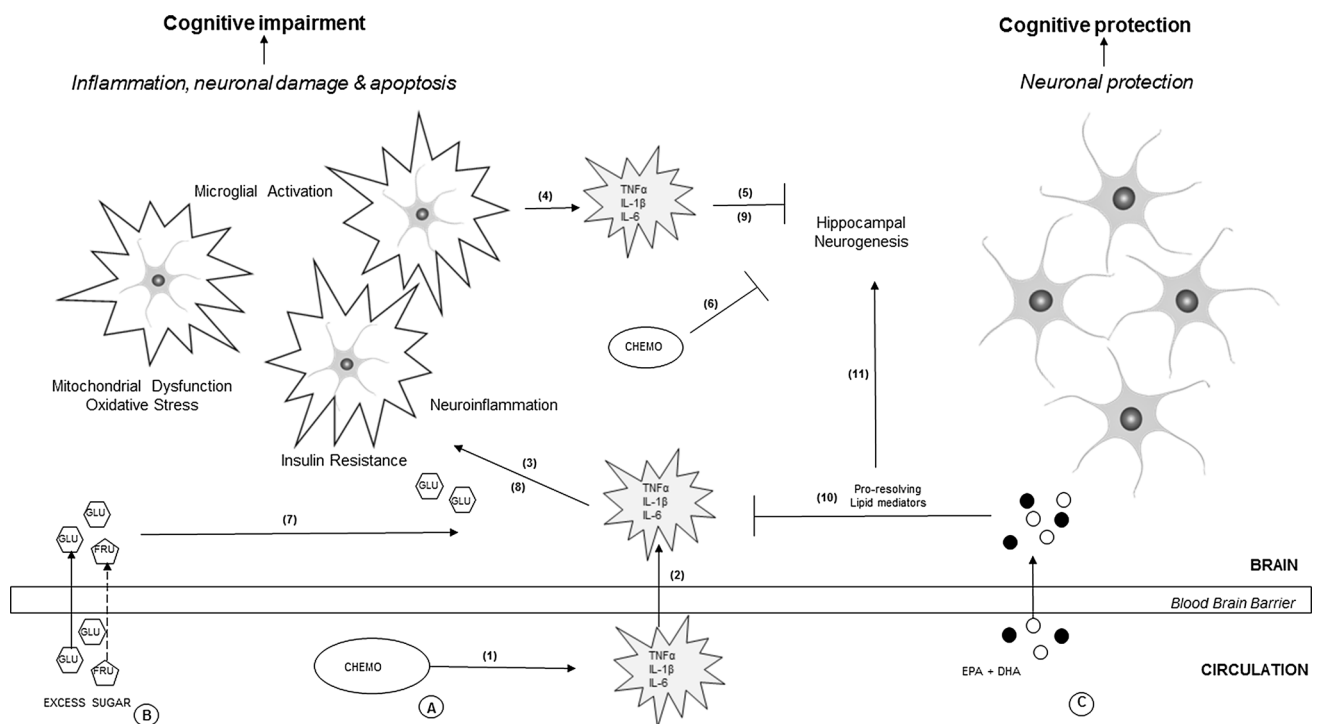 Cognitive impairment
Cognitive protection
Inflammation, neuronal damage & apoptosis
Neuronal protection
Microglial Activation
(4)
TNFα
IL-1β
IL-6
(5)
(9)
Hippocampal
Neurogenesis
(6)
CHEMO
(11)
Mitochondrial Dysfunction
Oxidative Stress
Neuroinflammation
Insulin Resistance
(3)
(8)
GLU
GLU
TNFα
IL-1β
IL-6
(10)
Pro-resolving
Lipid mediators
GLU
GLU
FRU
(7)
(2)
BRAIN
Blood Brain Barrier
GLU
GLU
FRU
EXCESS SUGAR
B
CHEMO
(1)
A
TNFα
IL-1β
IL-6
EPA + DHA
C
CIRCULATION